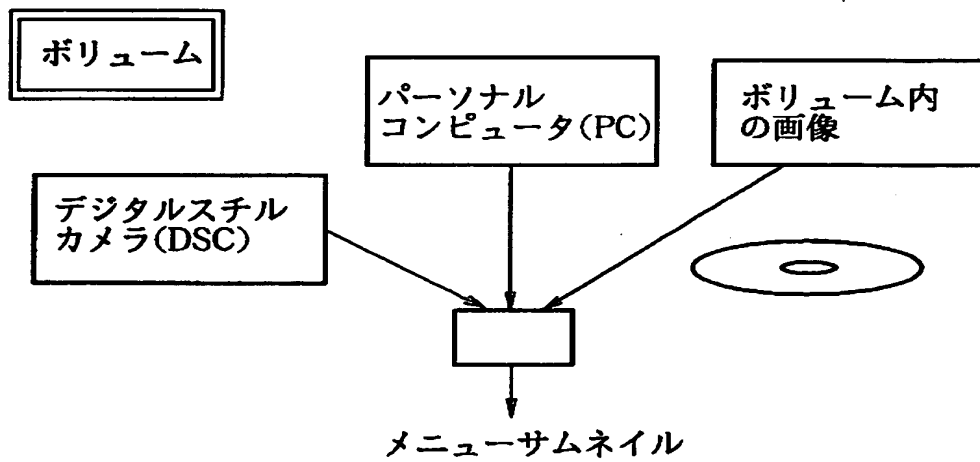 ボリューム
パーソナル
コンピュータ(PC)
ボリューム内
の画像
デジタルスチル
カメラ(DSC)
メニューサムネイル